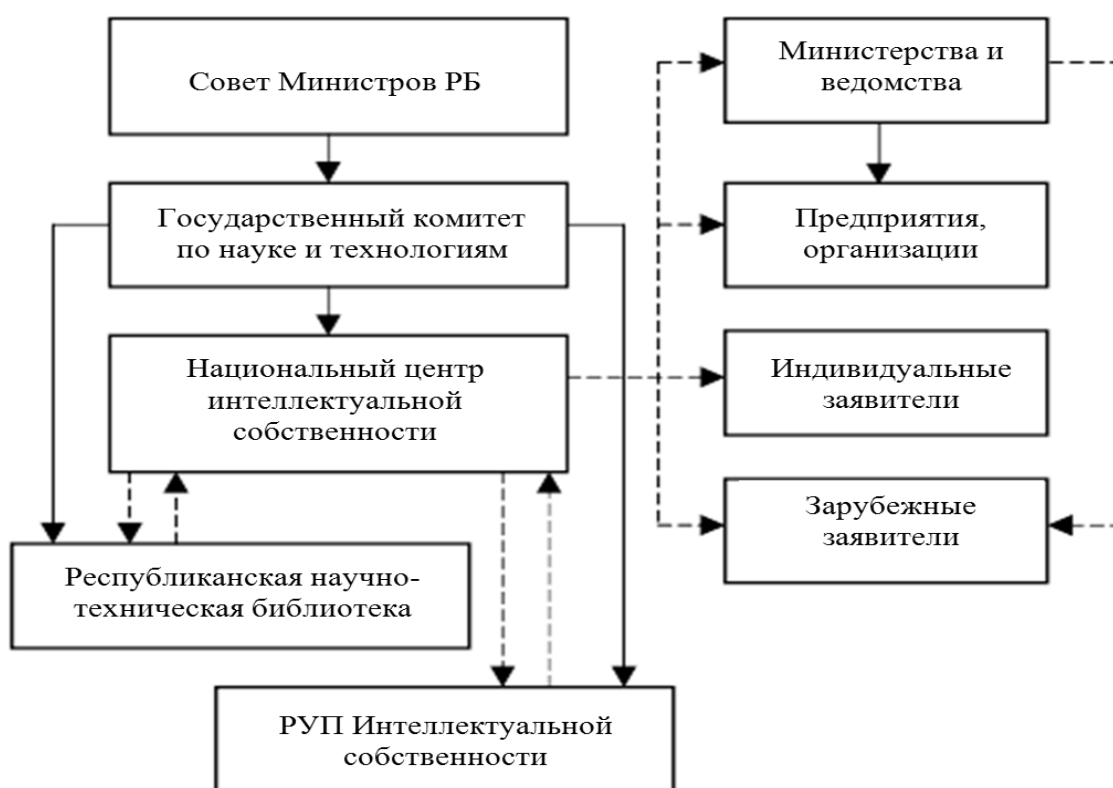 Совет Министров РБ
Государственный комитет
по науке и технологиям
Национальный центр
интеллектуальной
собственности
Республиканская научно-
техническая библиотека
РУП Интеллектуальной
собственности
Министерства и
ведомства
Предприятия,
организации
Индивидуальные
заявители
Зарубежные
заявители